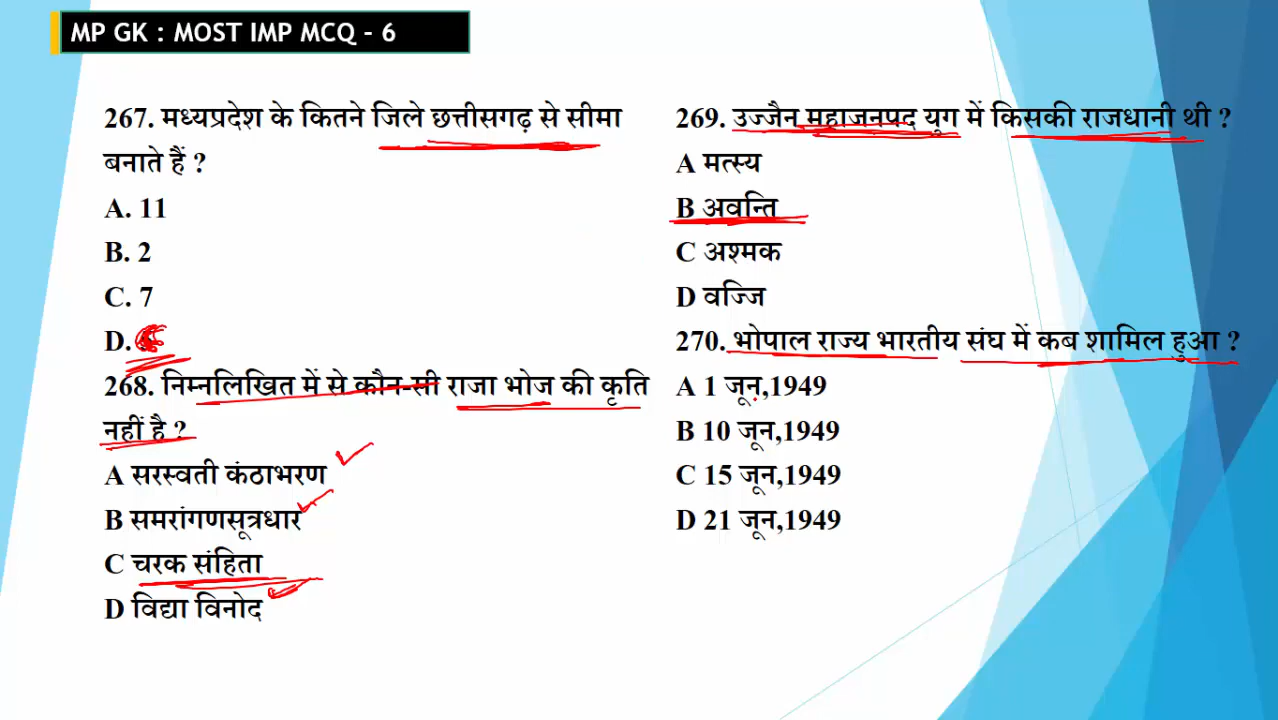 MP GK : MOST IMP MCQ - 6
267. मध्यप्रदेश के कितने जिले छत्तीसगढ़ से सीमा
बनाते हैं ?
A. 11
B. 2
C. 7
D.
268. निम्नलिखित में से कौन-सी राजा भोज की कृति
नहीं है ?
A सरस्वती कंठाभरण
B समरांगणसूत्रधार
C चरक संहिता
D विद्या विनोद
269. उज्जैन महाजनपद युग में किसकी राजधानी थी ?
A मत्स्य
B अवन्ति
C अश्मक
D वज्जि
270. भोपाल राज्य भारतीय संघ में कब शामिल हुआ ?
A 1 जून,1949
B 10 जून,1949
C 15 जून,1949
D 21 जून,1949